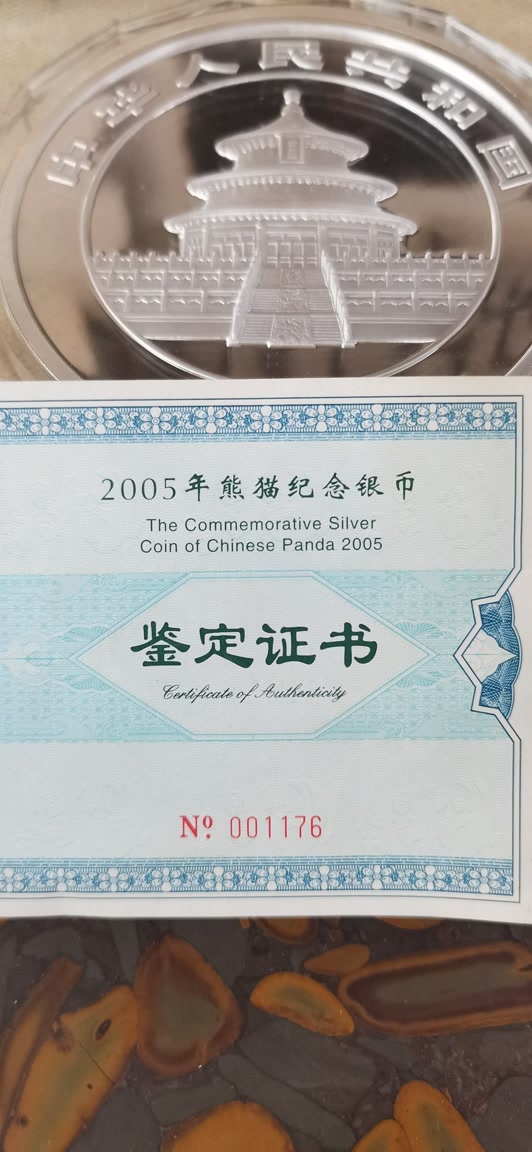 中华人民共和国
2005年熊猫纪念银币
The Commemorative Silver
Coin of Chinese Panda 2005
鉴定证书
Certificate of Authenticity
Nº 001176